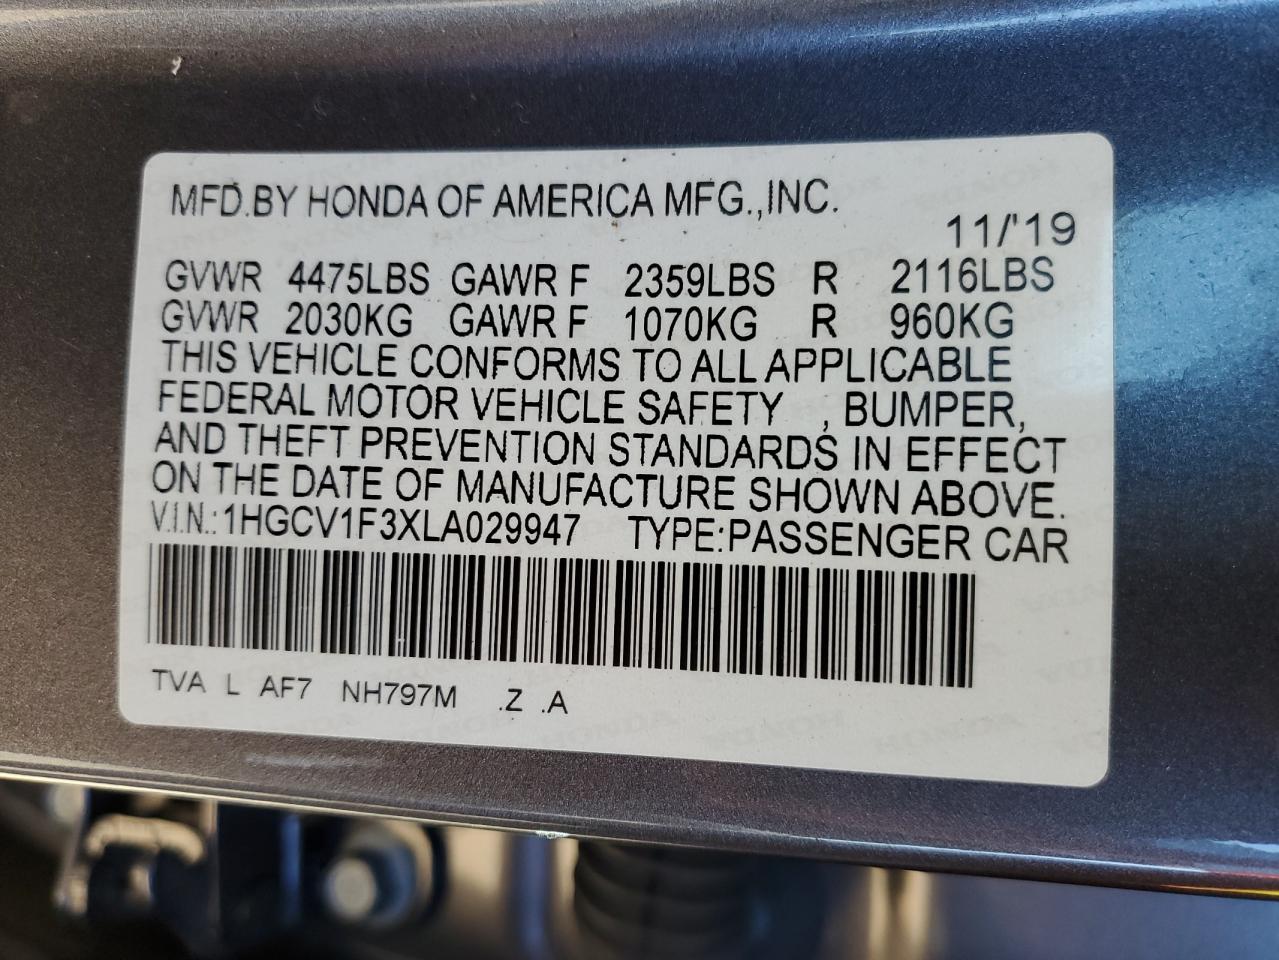 MFD.BY HONDA OF AMERICA MFG.,INC.
11/'19
GVWR 4475LBS GAWR F 2359LBS R 2116LBS
GVWR 2030KG GAWR F 1070KG R 960KG
THIS VEHICLE CONFORMS TO ALL APPLICABLE
FEDERAL MOTOR VEHICLE SAFETY , BUMPER,
AND THEFT PREVENTION STANDARDS IN EFFECT
ON THE DATE OF MANUFACTURE SHOWN ABOVE.
V.I.N.:1HGCV1F3XLA029947 TYPE:PASSENGER CAR
TVA L AF7 NH797M .Z .A